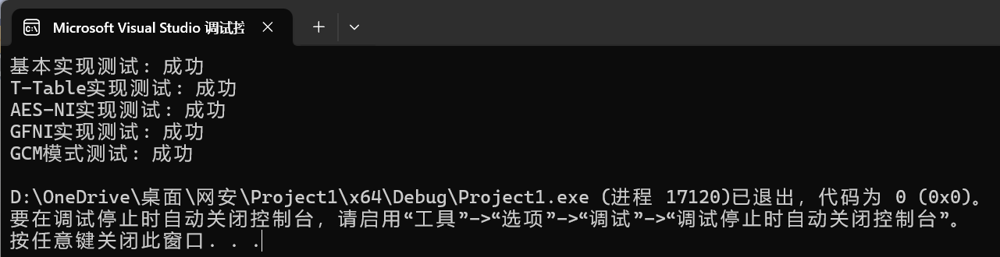 Microsoft Visual Studio 调试控
基本实现测试: 成功
T-Table实现测试: 成功
AES-NI实现测试: 成功
GFNI实现测试: 成功
GCM模式测试: 成功
D:\OneDrive\桌面\网安\Project1\x64\Debug\Project1.exe (进程 17120)已退出，代码为 0 (0x0)。
要在调试停止时自动关闭控制台，请启用“工具”->“选项”->“调试”->“调试停止时自动关闭控制台”。
按任意键关闭此窗口. . .